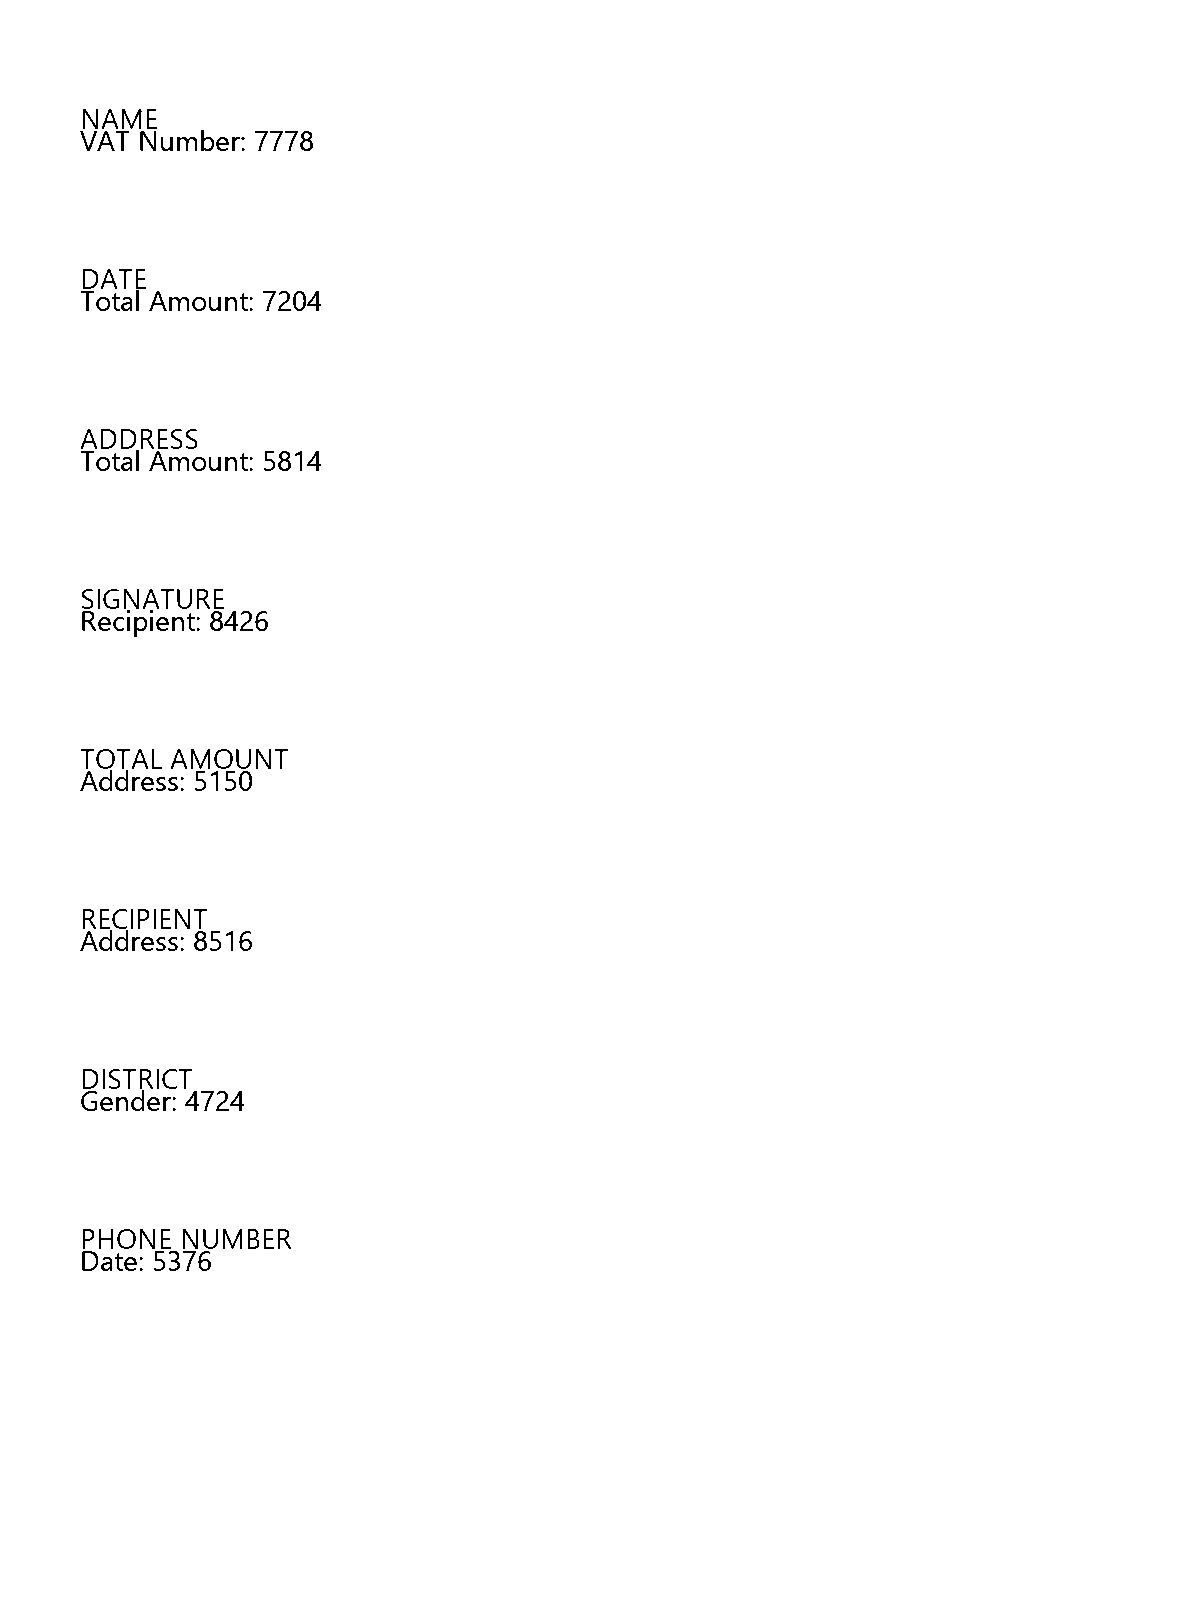 NAME
VAT Number: 7778
DATE
Total Amount: 7204
ADDRESS
Total Amount: 5814
SIGNATURE
Recipient: 8426
TOTAL AMOUNT
Address: 5150
RECIPIENT
Address: 8516
DISTRICT
Gender: 4724
PHONE NUMBER
Date: 5376